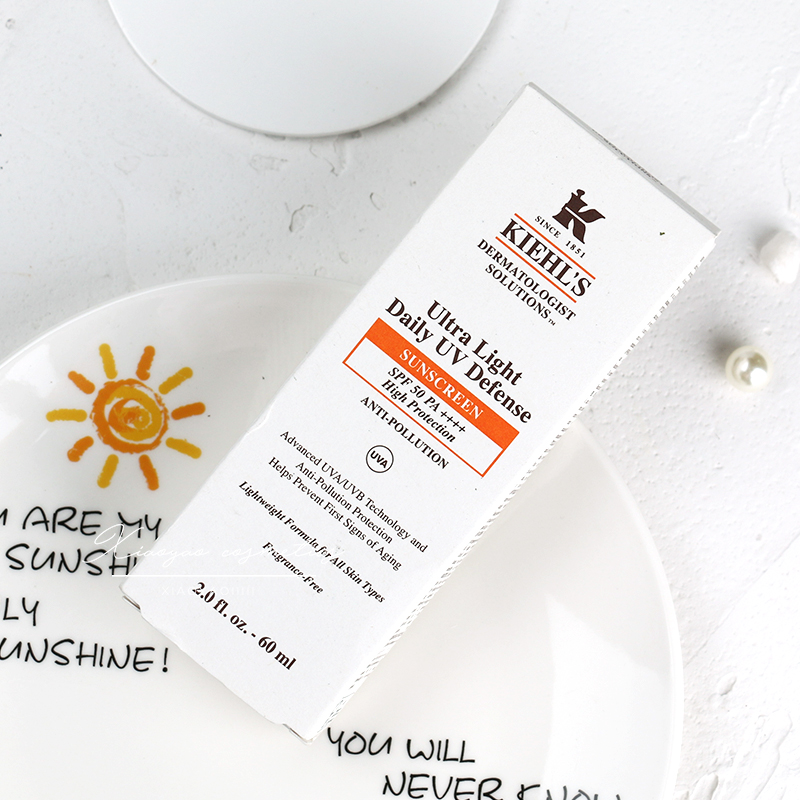 SINCE 1851
KIEHL'S
DERMATOLOGIST
SOLUTIONS™
Ultra Light
Daily UV Defense
SUNSCREEN
SPF 50 PA ++++
High Protection
ANTI-POLLUTION
UVA
Advanced UVA/UVB Technology and
Anti-Pollution Protection
Helps Prevent First Signs of Aging
Lightweight Formula for All Skin Types
Fragrance-Free
2.0 fl. oz. - 60 ml
ARE MY
SUNSHI
LY
UNSHINE!
YOU WILL
NEVER KNOW